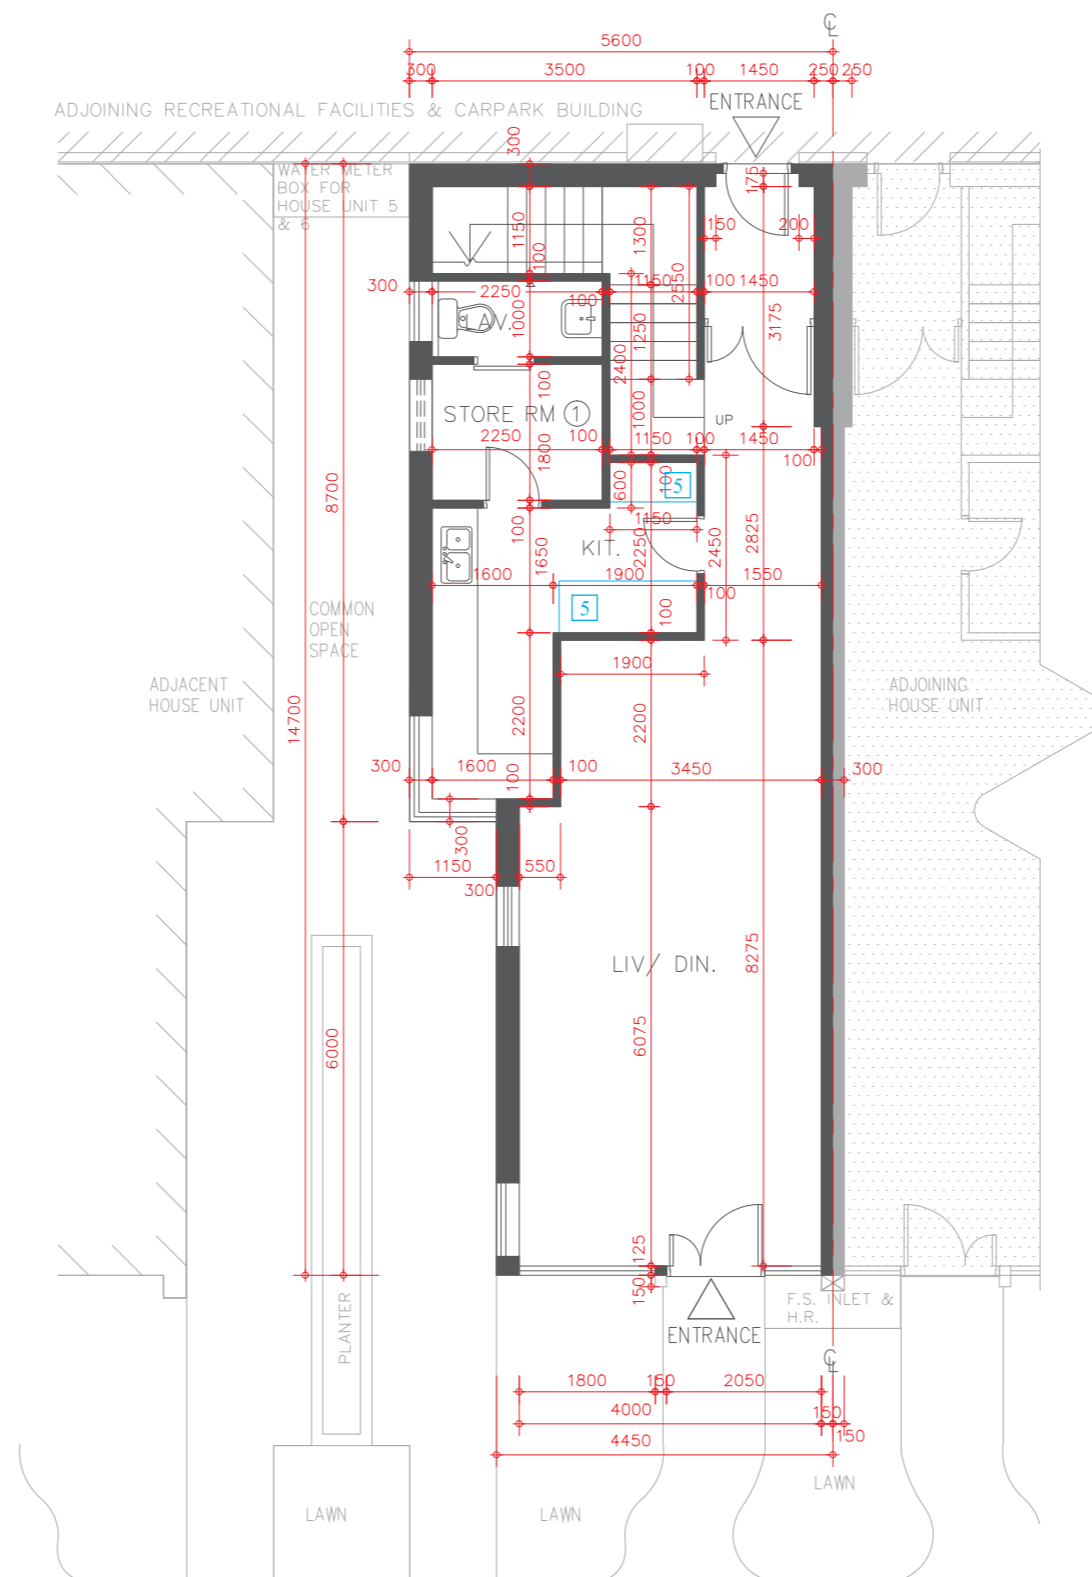 ℄
5600
300 3500 100 1450 250 250
ADJOINING RECREATIONAL FACILITIES & CARPARK BUILDING
ENTRANCE
300
WATER METER
BOX FOR
HOUSE UNIT 5
& 6
175
1150
100
1300
2550
150 200
300 2250 100 1150 100 1450
LAV.
1000
1250
3175
2400
100
STORE RM 1
1000
UP
2250 100 1150 100 1450
1800
100
600
100
5
8700
100
1150
KIT.
1650
2250
2450
2825
1600 1900 100 1550
5
100
COMMON
OPEN
SPACE
1900
ADJACENT
HOUSE UNIT
ADJOINING
HOUSE UNIT
14700
2200
2200
300 1600 100 100 3450 300
300
1150 300 550
LIV/ DIN.
8275
6075
6000
125
150
PLANTER
F.S. INLET &
H.R.
ENTRANCE
℄
1800 150 2050
4000 150
150
4450
LAWN
LAWN
LAWN